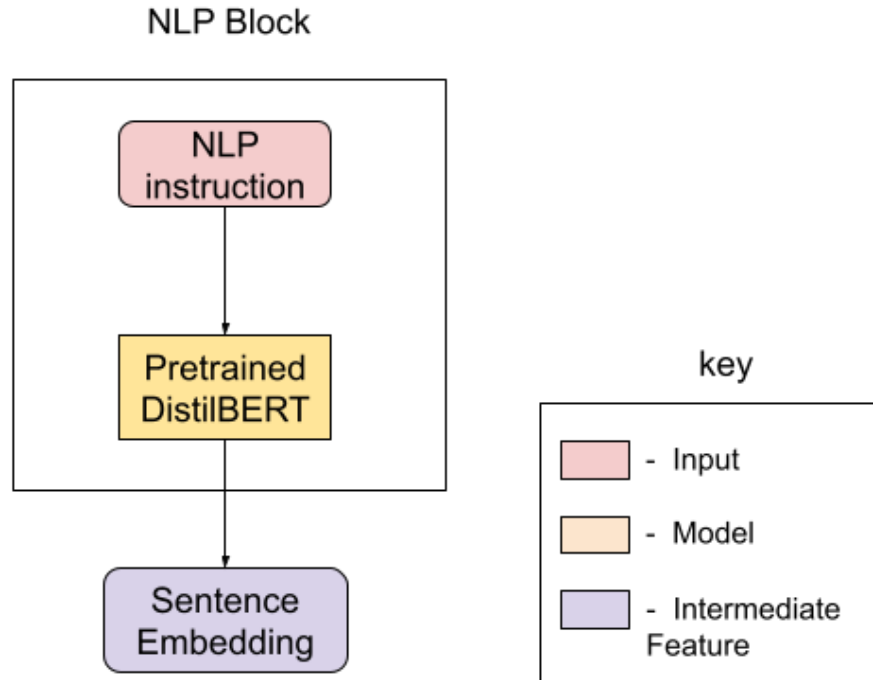 NLP Block
NLP
instruction
Pretrained
DistilBERT
Sentence
Embedding
key
- Input
- Model
- Intermediate
Feature